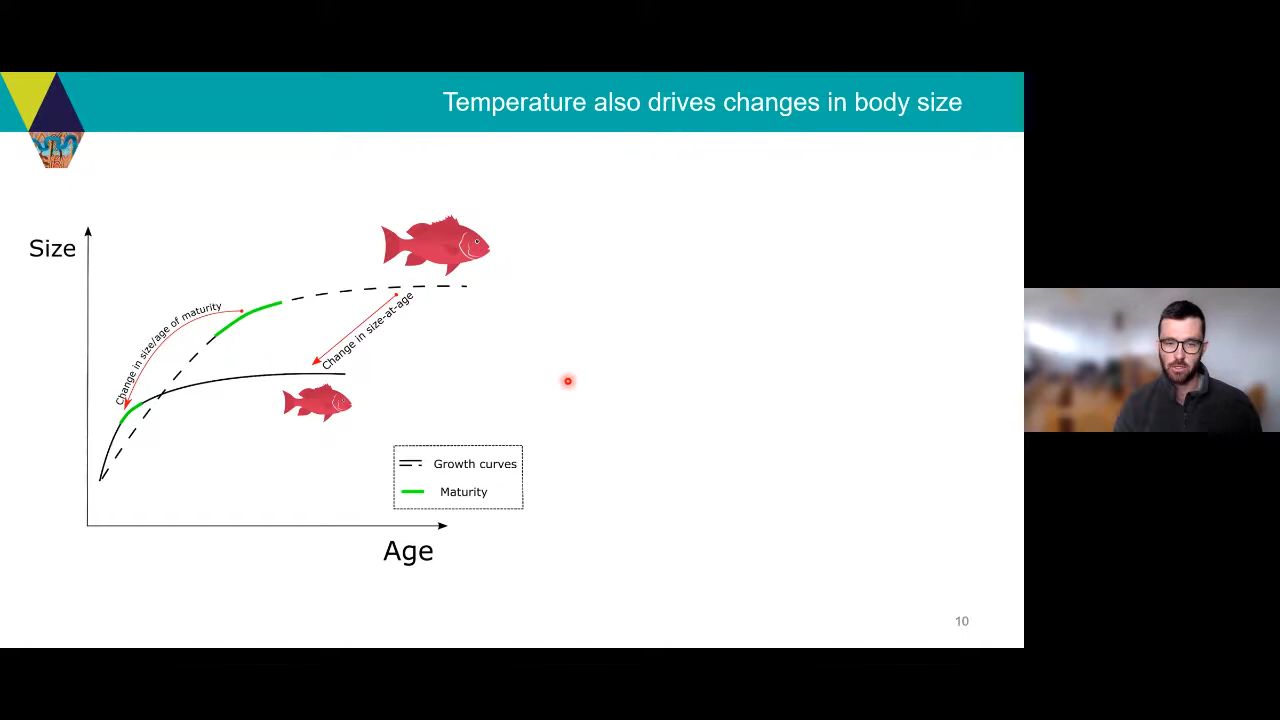 Temperature also drives changes in body size
Size
Change in size/age of maturity
Change in size-at-age
Growth curves
Maturity
Age
10